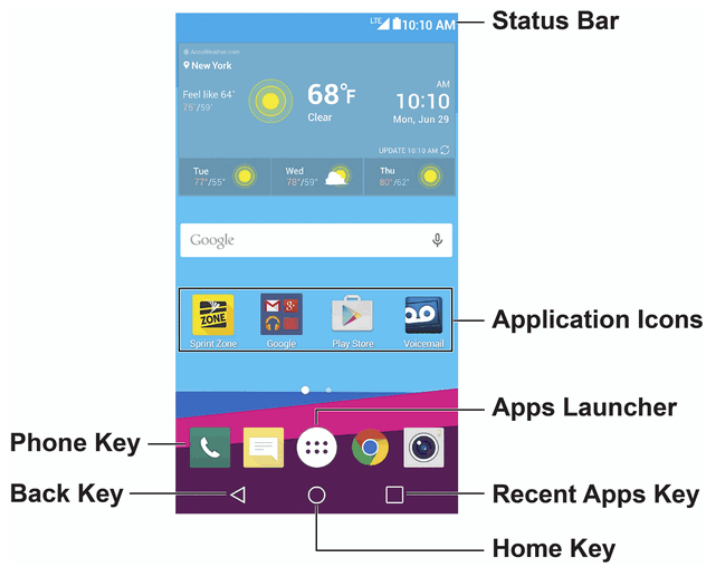 LTE 10:10 AM
Status Bar
AccuWeather.com
New York
Feel like 64°
76°/59°
68°F
Clear
AM
10:10
Mon, Jun 29
UPDATE 10:10 AM
Tue
77°/55°
Wed
78°/59°
Thu
80°/62°
Google
ZONE
Sprint Zone
Google
Play Store
Voicemail
Application Icons
Apps Launcher
Phone Key
Back Key
Recent Apps Key
Home Key